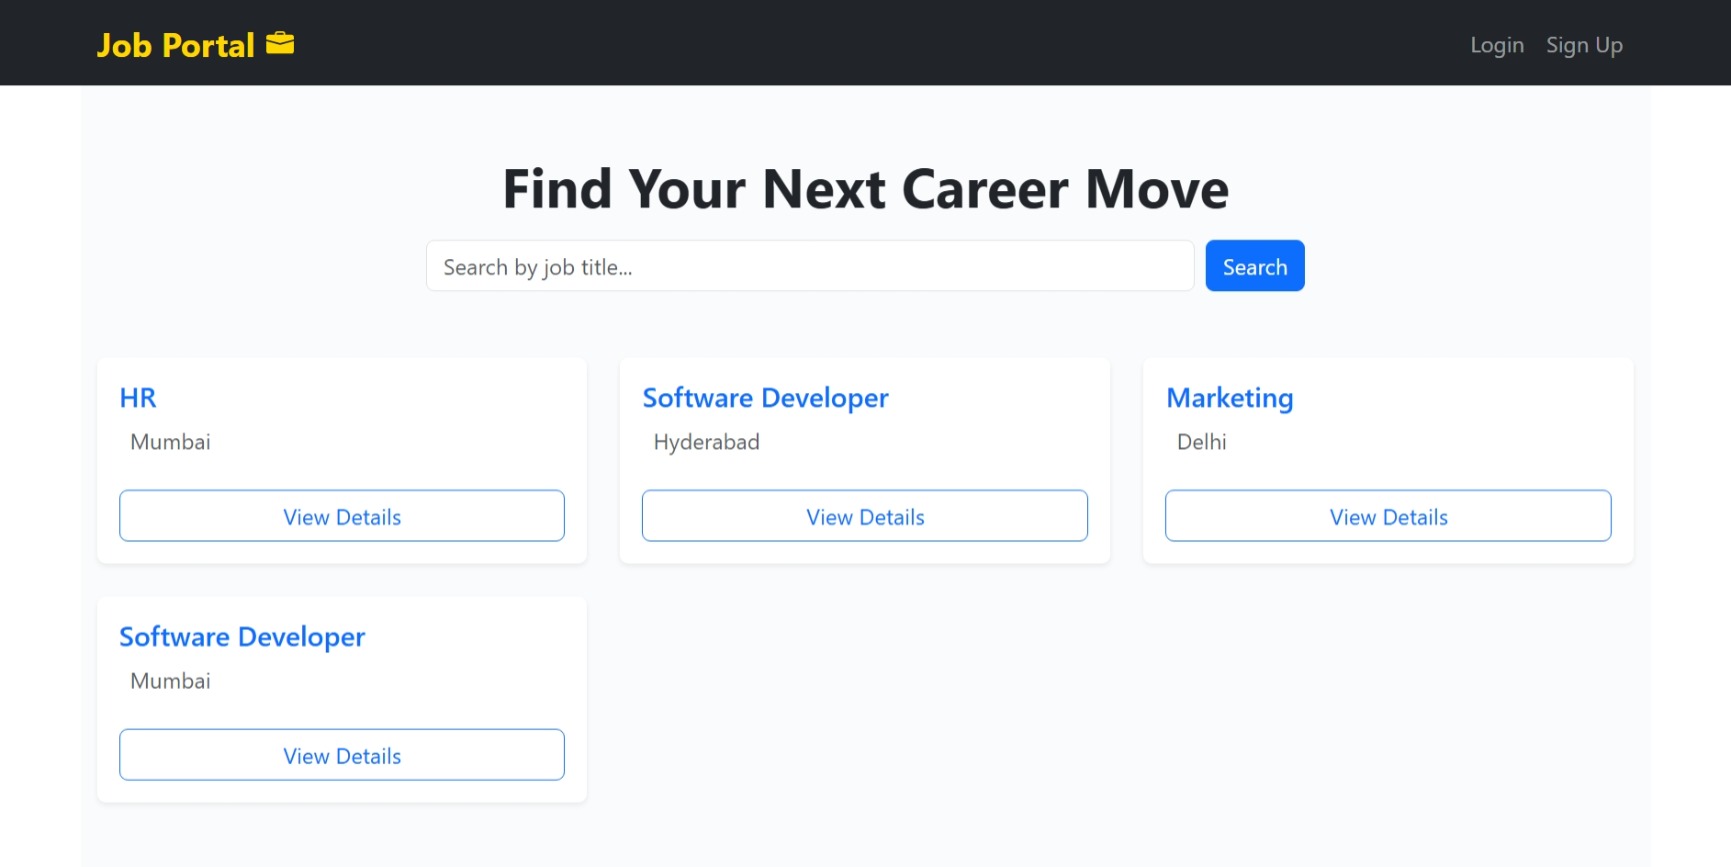 Job Portal
Login Sign Up
Find Your Next Career Move
Search by job title...
Search
HR
Mumbai
View Details
Software Developer
Hyderabad
View Details
Marketing
Delhi
View Details
Software Developer
Mumbai
View Details